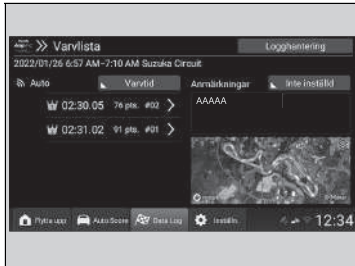 Varvlista
Logghantering
2022/01/26 6:57 AM-7:10 AM Suzuka Circuit
Auto
Varvtid
Anmärkningar
Inte inställd
02:30.05 76 pts. #02
AAAAA
02:31.02 91 pts. #01
Flytta upp
Auto Score
Data Log
Inställn.
12:34